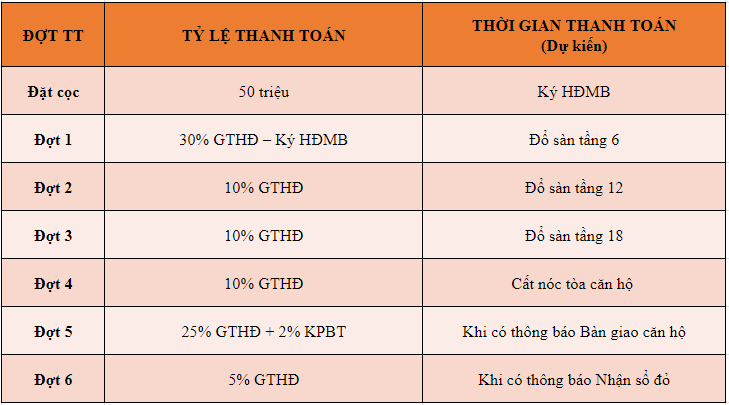 ĐỢT TT
TỶ LỆ THANH TOÁN
THỜI GIAN THANH TOÁN
(Dự kiến)
Đặt cọc
50 triệu
Ký HĐMB
Đợt 1
30% GTHĐ – Ký HĐMB
Đổ sàn tầng 6
Đợt 2
10% GTHĐ
Đổ sàn tầng 12
Đợt 3
10% GTHĐ
Đổ sàn tầng 18
Đợt 4
10% GTHĐ
Cất nóc tòa căn hộ
Đợt 5
25% GTHĐ + 2% KPBT
Khi có thông báo Bàn giao căn hộ
Đợt 6
5% GTHĐ
Khi có thông báo Nhận sổ đỏ